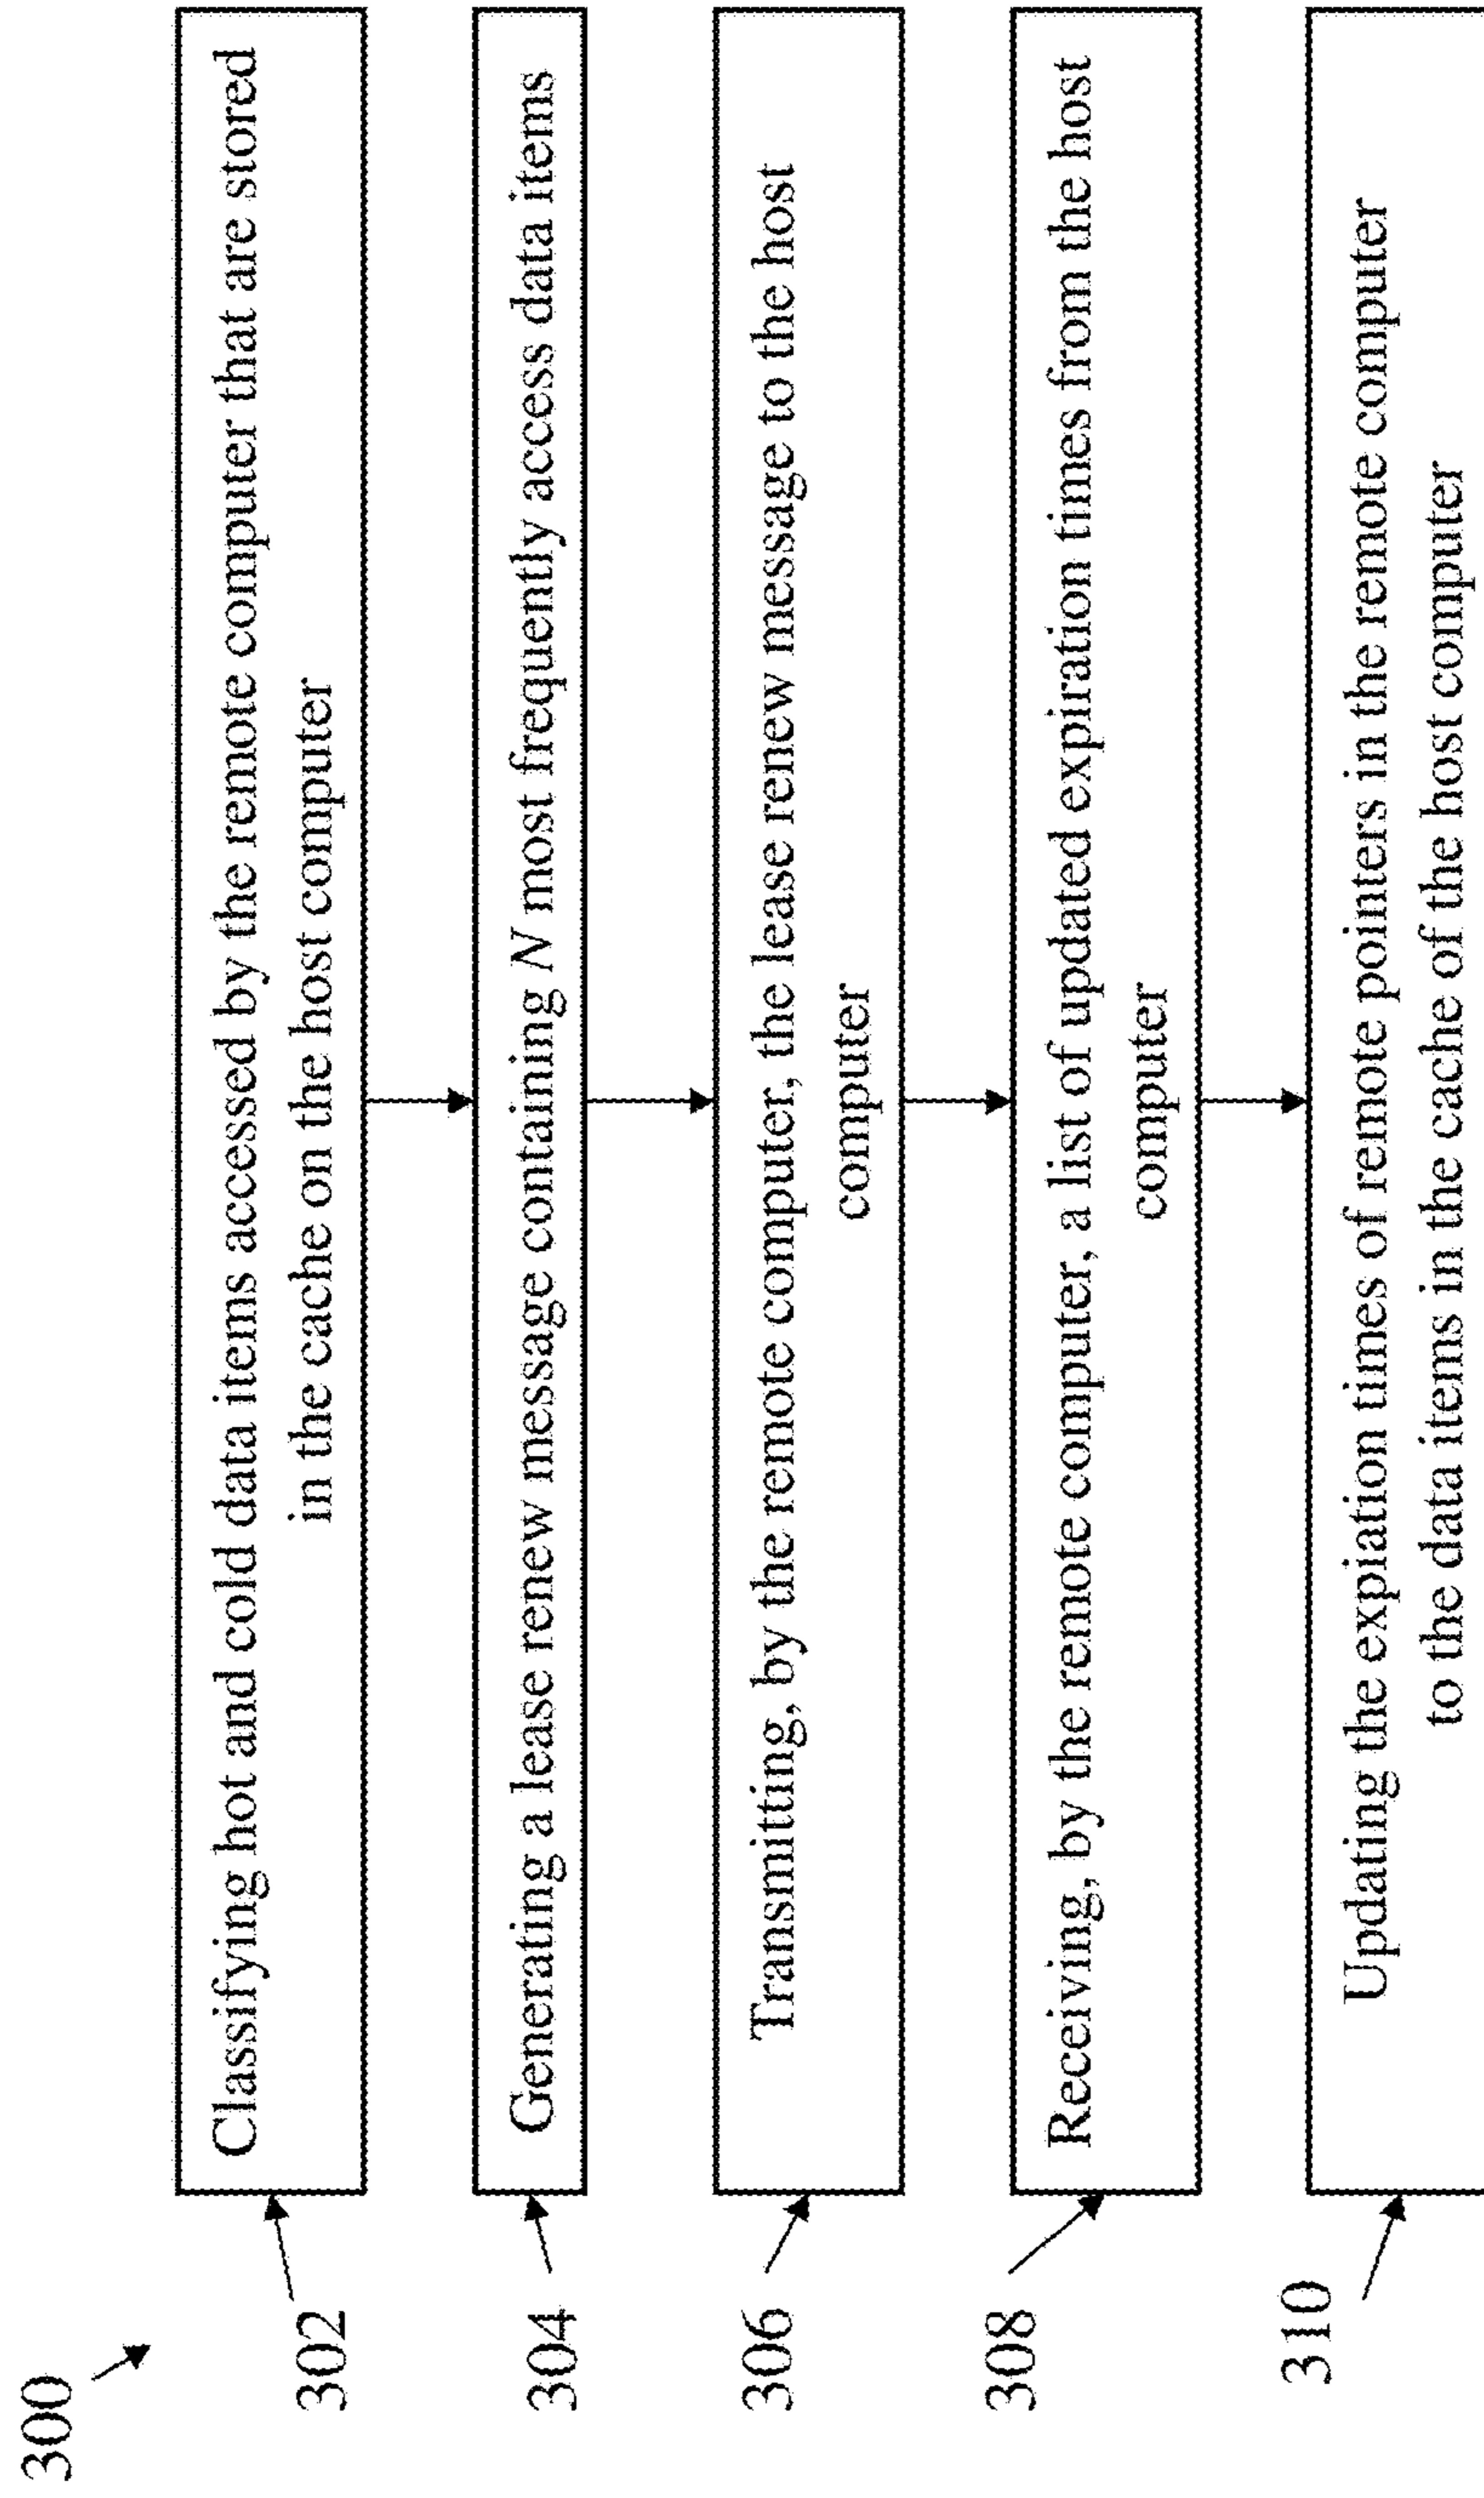 300
302
Classifying hot and cold data items accessed by the remote computer that are stored
in the cache on the host computer
304
Generating a lease renew message containing N most frequently access data items
306
Transmitting, by the remote computer, the lease renew message to the host
computer
308
Receiving, by the remote computer, a list of updated expiration times from the host
computer
310
Updating the expiation times of remote pointers in the remote computer
to the data items in the cache of the host computer